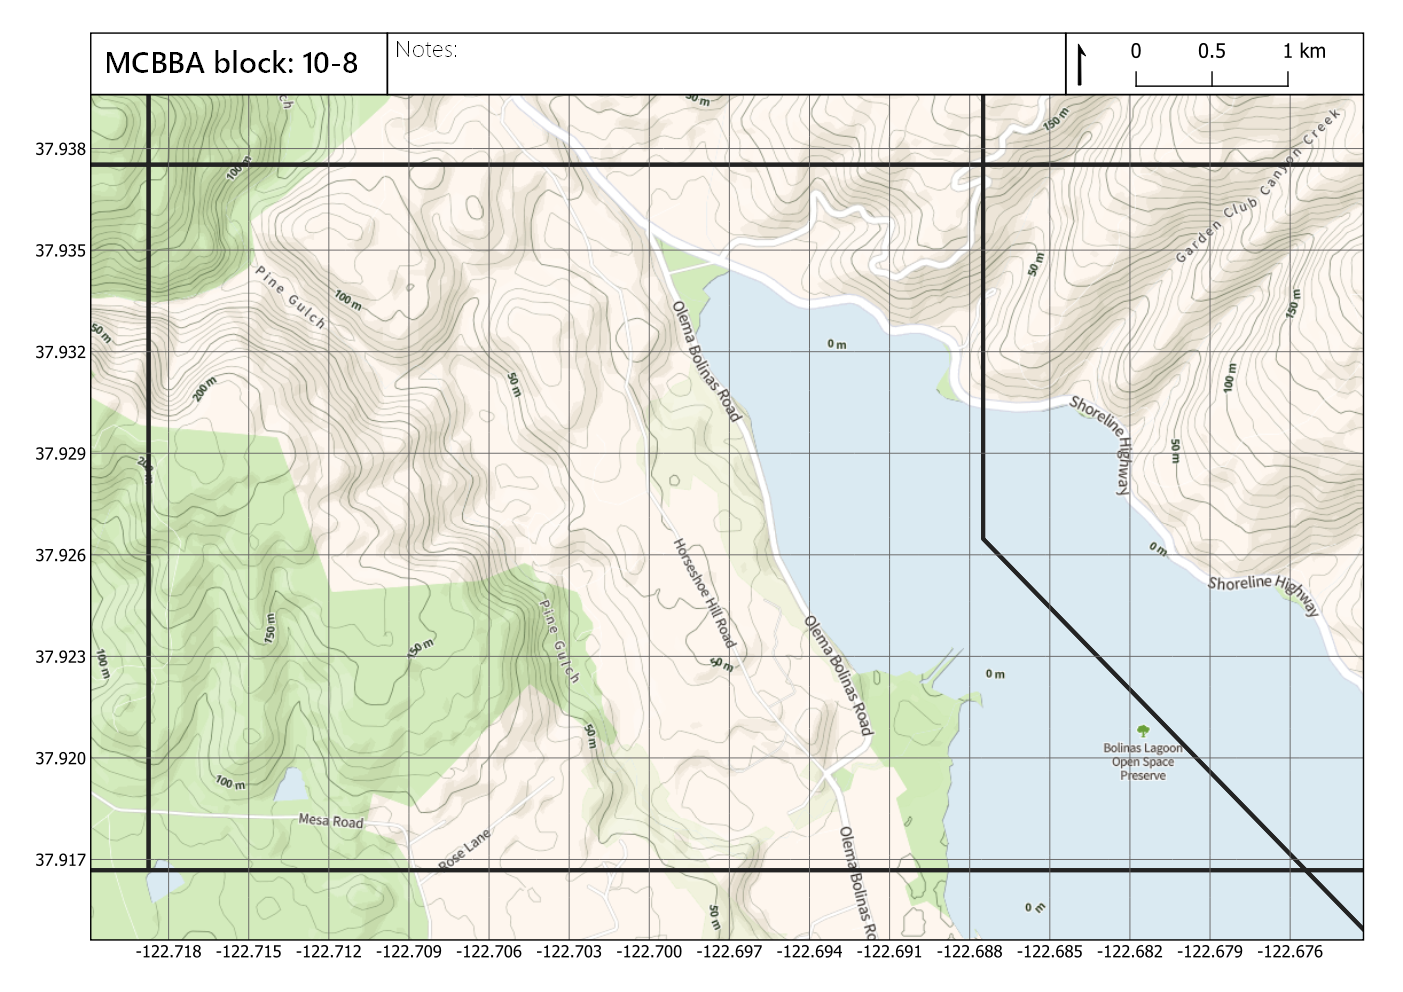 MCBBA block: 10-8
Notes:
0 0.5 1 km
ch
50 m
150 m
Garden Club Canyon Creek
37.938
100 m
37.935
Pine Gulch
100 m
50 m
150 m
50 m
Olema Bolinas Road
0 m
37.932
200 m
50 m
100 m
Shoreline Highway
37.929
200 m
50 m
37.926
0 m
Horseshoe Hill Road
Shoreline Highway
Pine Gulch
150 m
Olema Bolinas Road
50 m
100 m
37.923
50 m
0 m
50 m
Bolinas Lagoon
Open Space
Preserve
37.920
100 m
Mesa Road
Rose Lane
Olema Bolinas Ro
37.917
50 m
0 m
-122.718 -122.715 -122.712 -122.709 -122.706 -122.703 -122.700 -122.697 -122.694 -122.691 -122.688 -122.685 -122.682 -122.679 -122.676